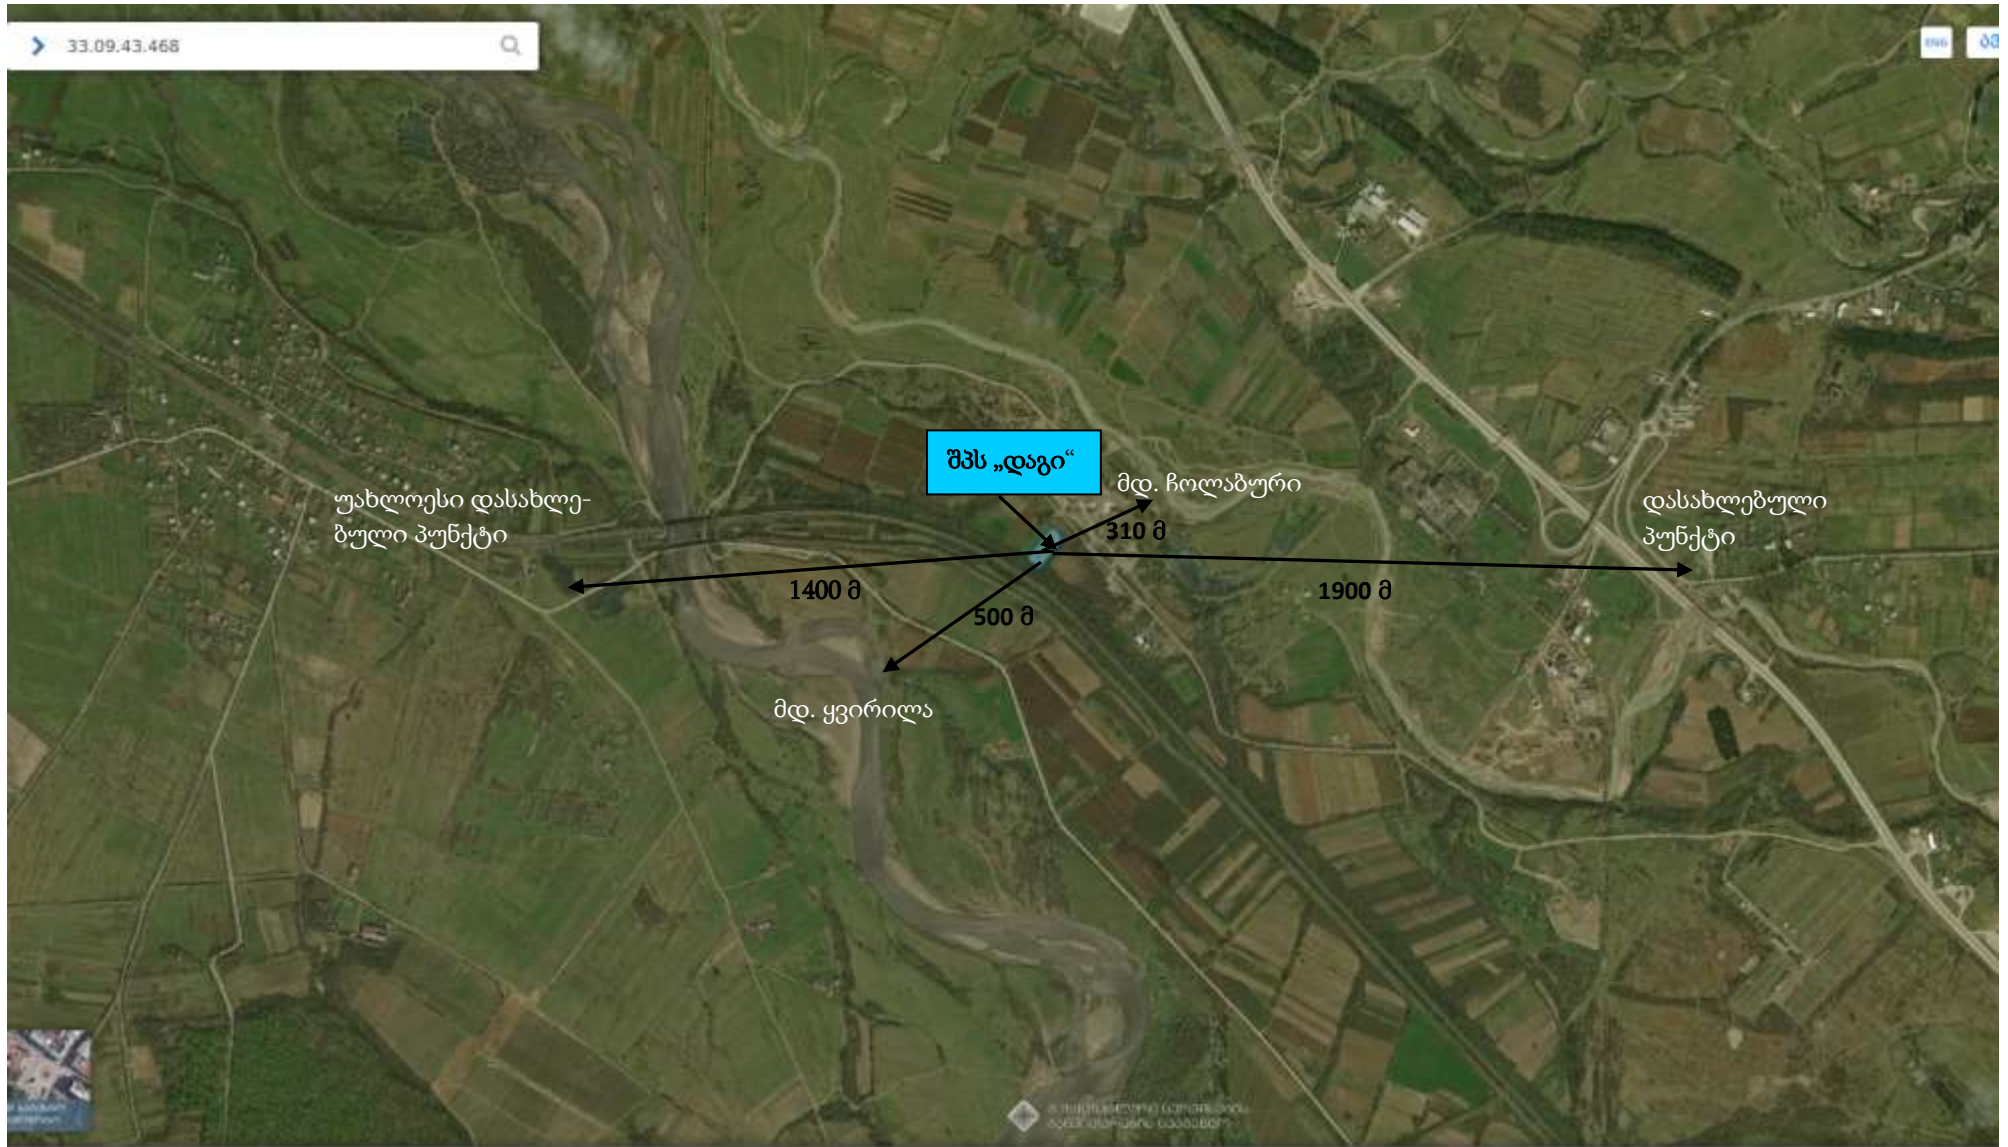 33.09.43.468
ENG
შპს „დაგი“
მდ. ჩოლაბური
310 მ
უახლოესი დასახლე-
ბული პუნქტი
დასახლებული
პუნქტი
1400 მ
1900 მ
500 მ
მდ. ყვირილა